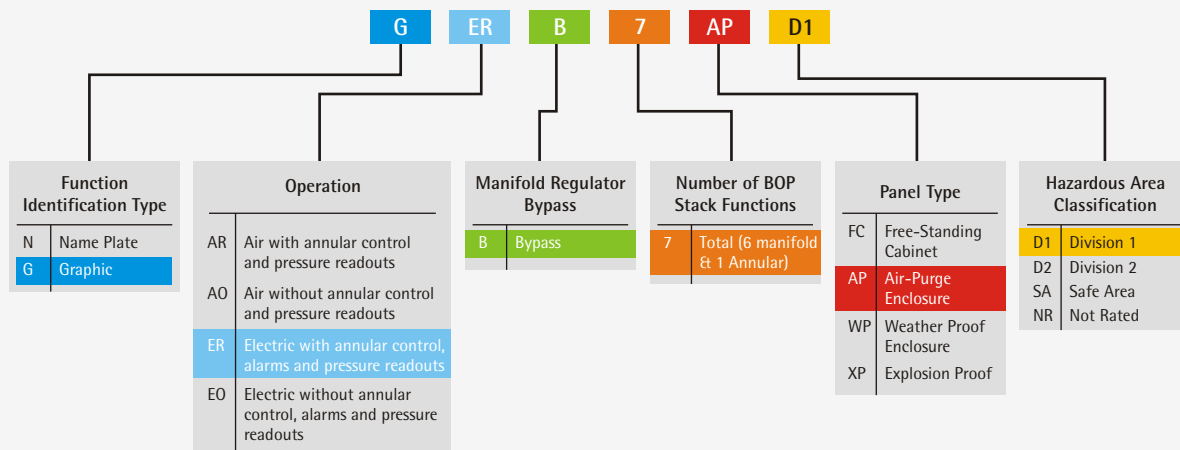 G ER B 7 AP D1
Function
Identification Type
N Name Plate
G Graphic
Operation
AR Air with annular control
and pressure readouts
AO Air without annular control
and pressure readouts
ER Electric with annular control,
alarms and pressure readouts
EO Electric without annular
control, alarms and pressure
readouts
Manifold Regulator
Bypass
B Bypass
Number of BOP
Stack Functions
7 Total (6 manifold
& 1 Annular)
Panel Type
FC Free-Standing
Cabinet
AP Air-Purge
Enclosure
WP Weather Proof
Enclosure
XP Explosion Proof
Hazardous Area
Classification
D1 Division 1
D2 Division 2
SA Safe Area
NR Not Rated